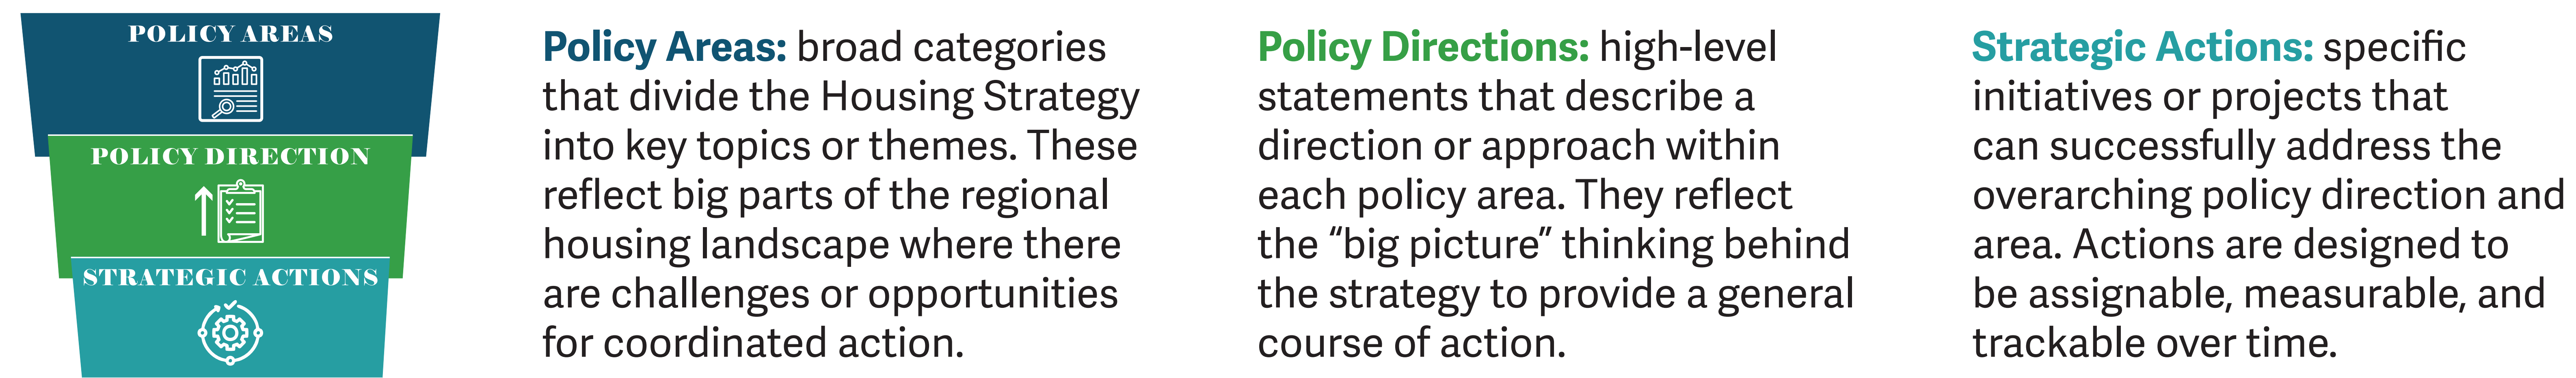 POLICY AREAS
POLICY DIRECTION
STRATEGIC ACTIONS
Policy Areas: broad categories
that divide the Housing Strategy
into key topics or themes. These
reflect big parts of the regional
housing landscape where there
are challenges or opportunities
for coordinated action.
Policy Directions: high-level
statements that describe a
direction or approach within
each policy area. They reflect
the “big picture” thinking behind
the strategy to provide a general
course of action.
Strategic Actions: specific
initiatives or projects that
can successfully address the
overarching policy direction and
area. Actions are designed to
be assignable, measurable, and
trackable over time.